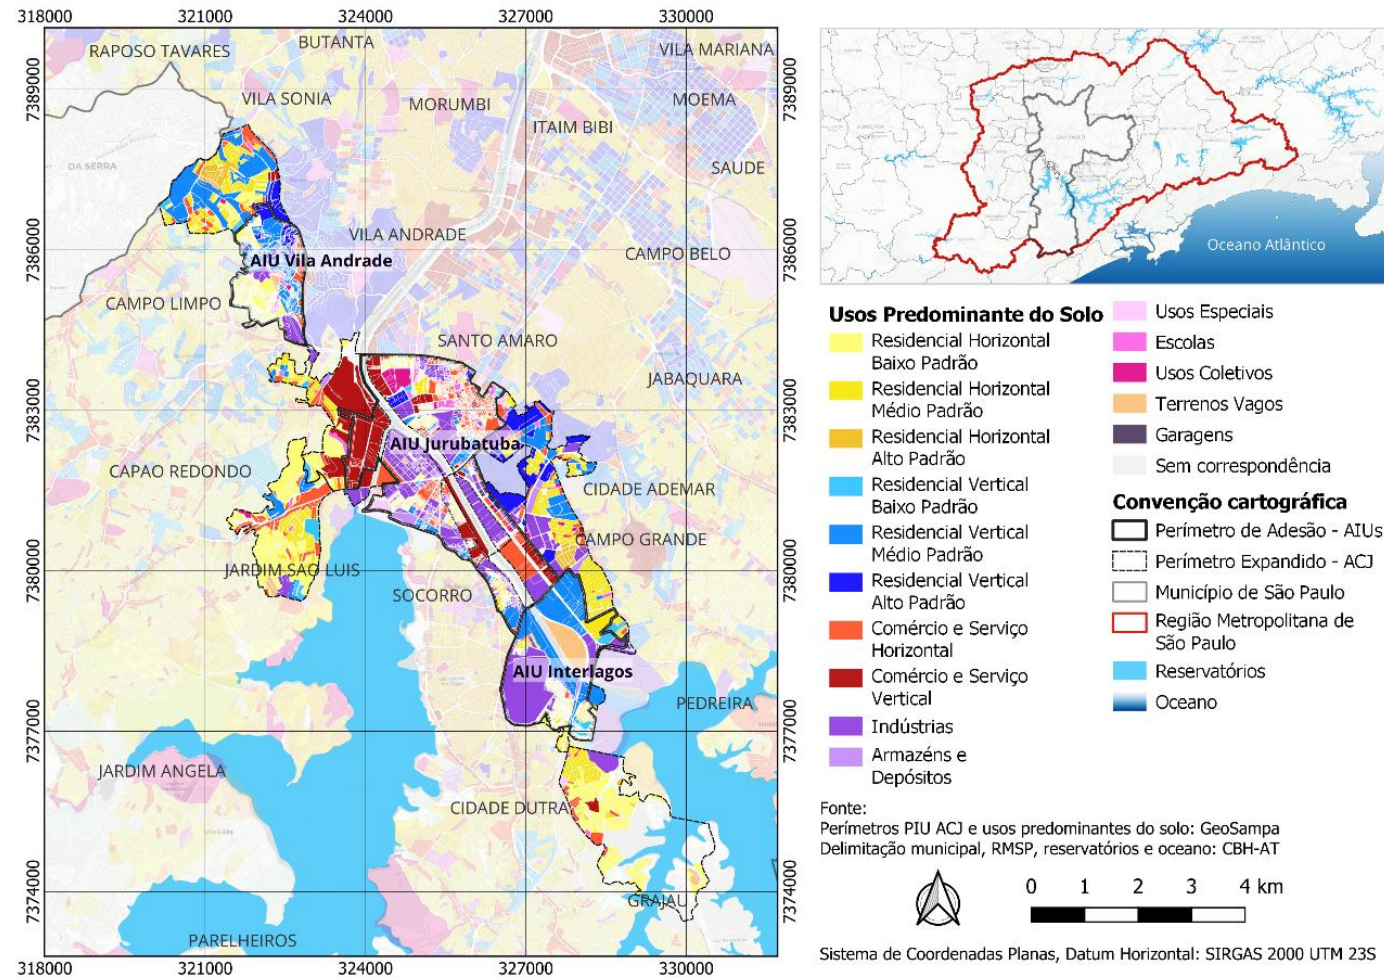 318000 321000 324000 327000 330000
RAPOSO TAVARES
BUTANTA
VILA MARIANA
7389000
7389000
VILA SONIA
MORUMBI
MOEMA
ITAIM BIBI
DA SERRA
SAUDE
7386000
7386000
VILA ANDRADE
CAMPO BELO
AIU Vila Andrade
CAMPO LIMPO
SANTO AMARO
JABAQUARA
7383000
7383000
AIU Jurubatuba
CAPAO REDONDO
CIDADE ADEMAR
CAMPO GRANDE
7380000
7380000
JARDIM SAO LUIS
SOCORRO
AIU Interlagos
PEDREIRA
7377000
7377000
JARDIM ANGELA
CIDADE DUTRA
7374000
7374000
GRAJAU
PARELHEIROS
318000 321000 324000 327000 330000
SÃO PAULO
Oceano Atlântico
Usos Predominante do Solo
Residencial Horizontal
Baixo Padrão
Residencial Horizontal
Médio Padrão
Residencial Horizontal
Alto Padrão
Residencial Vertical
Baixo Padrão
Residencial Vertical
Médio Padrão
Residencial Vertical
Alto Padrão
Comércio e Serviço
Horizontal
Comércio e Serviço
Vertical
Indústrias
Armazéns e
Depósitos
Usos Especiais
Escolas
Usos Coletivos
Terrenos Vagos
Garagens
Sem correspondência
Convenção cartográfica
Perímetro de Adesão - AIUs
Perímetro Expandido - ACJ
Município de São Paulo
Região Metropolitana de
São Paulo
Reservatórios
Oceano
Fonte:
Perímetros PIU ACJ e usos predominantes do solo: GeoSampa
Delimitação municipal, RMSP, reservatórios e oceano: CBH-AT
0 1 2 3 4 km
Sistema de Coordenadas Planas, Datum Horizontal: SIRGAS 2000 UTM 23S